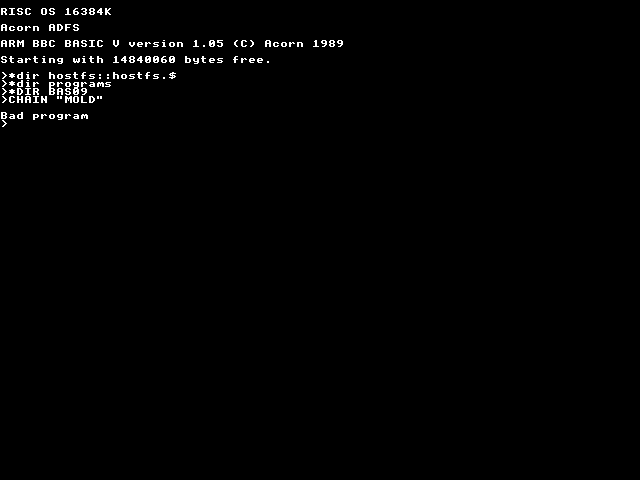 RISC OS 16384K
Acorn ADFS
ARM BBC BASIC V version 1.05 (C) Acorn 1989
Starting with 14840060 bytes free.
>*dir hostfs::hostfs.$
>*dir programs
>*DIR BAS09
>CHAIN "MOLD"
Bad program
>